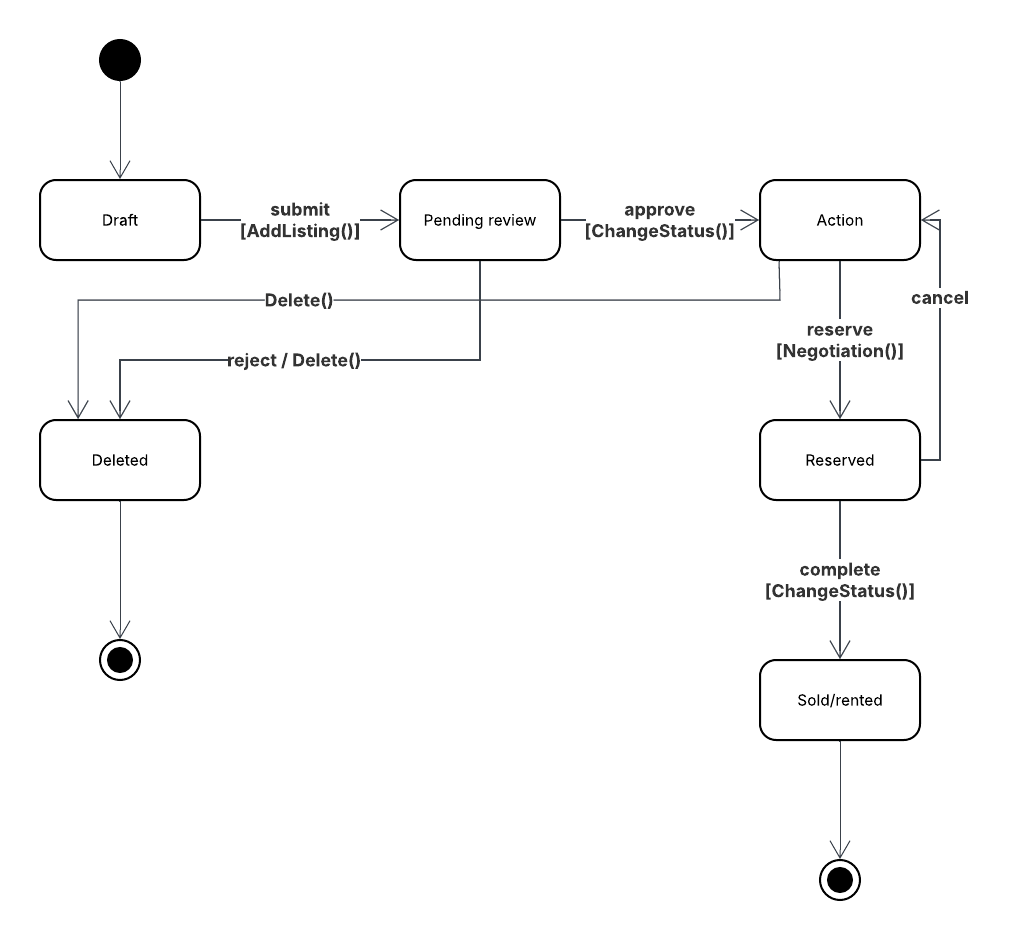 Draft
submit
[AddListing()]
Pending review
approve
[ChangeStatus()]
Action
cancel
Delete()
reserve
[Negotiation()]
reject / Delete()
Deleted
Reserved
complete
[ChangeStatus()]
Sold/rented